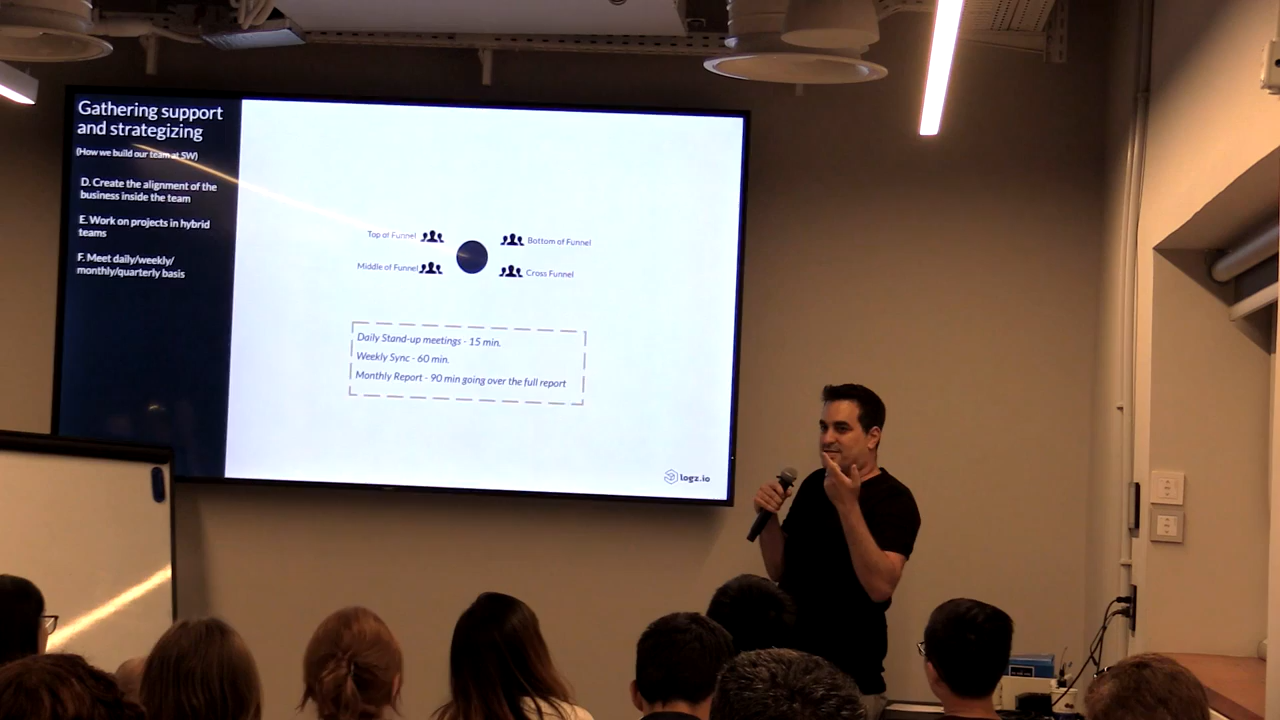 Gathering support
and strategizing
(How we build our team at SW)
D. Create the alignment of the
business inside the team
E. Work on projects in hybrid
teams
F. Meet daily/weekly/
monthly/quarterly basis
Top of Funnel
Bottom of Funnel
Middle of Funnel
Cross Funnel
Daily Stand-up meetings - 15 min.
Weekly Sync - 60 min.
Monthly Report - 90 min going over the full report
logz.io